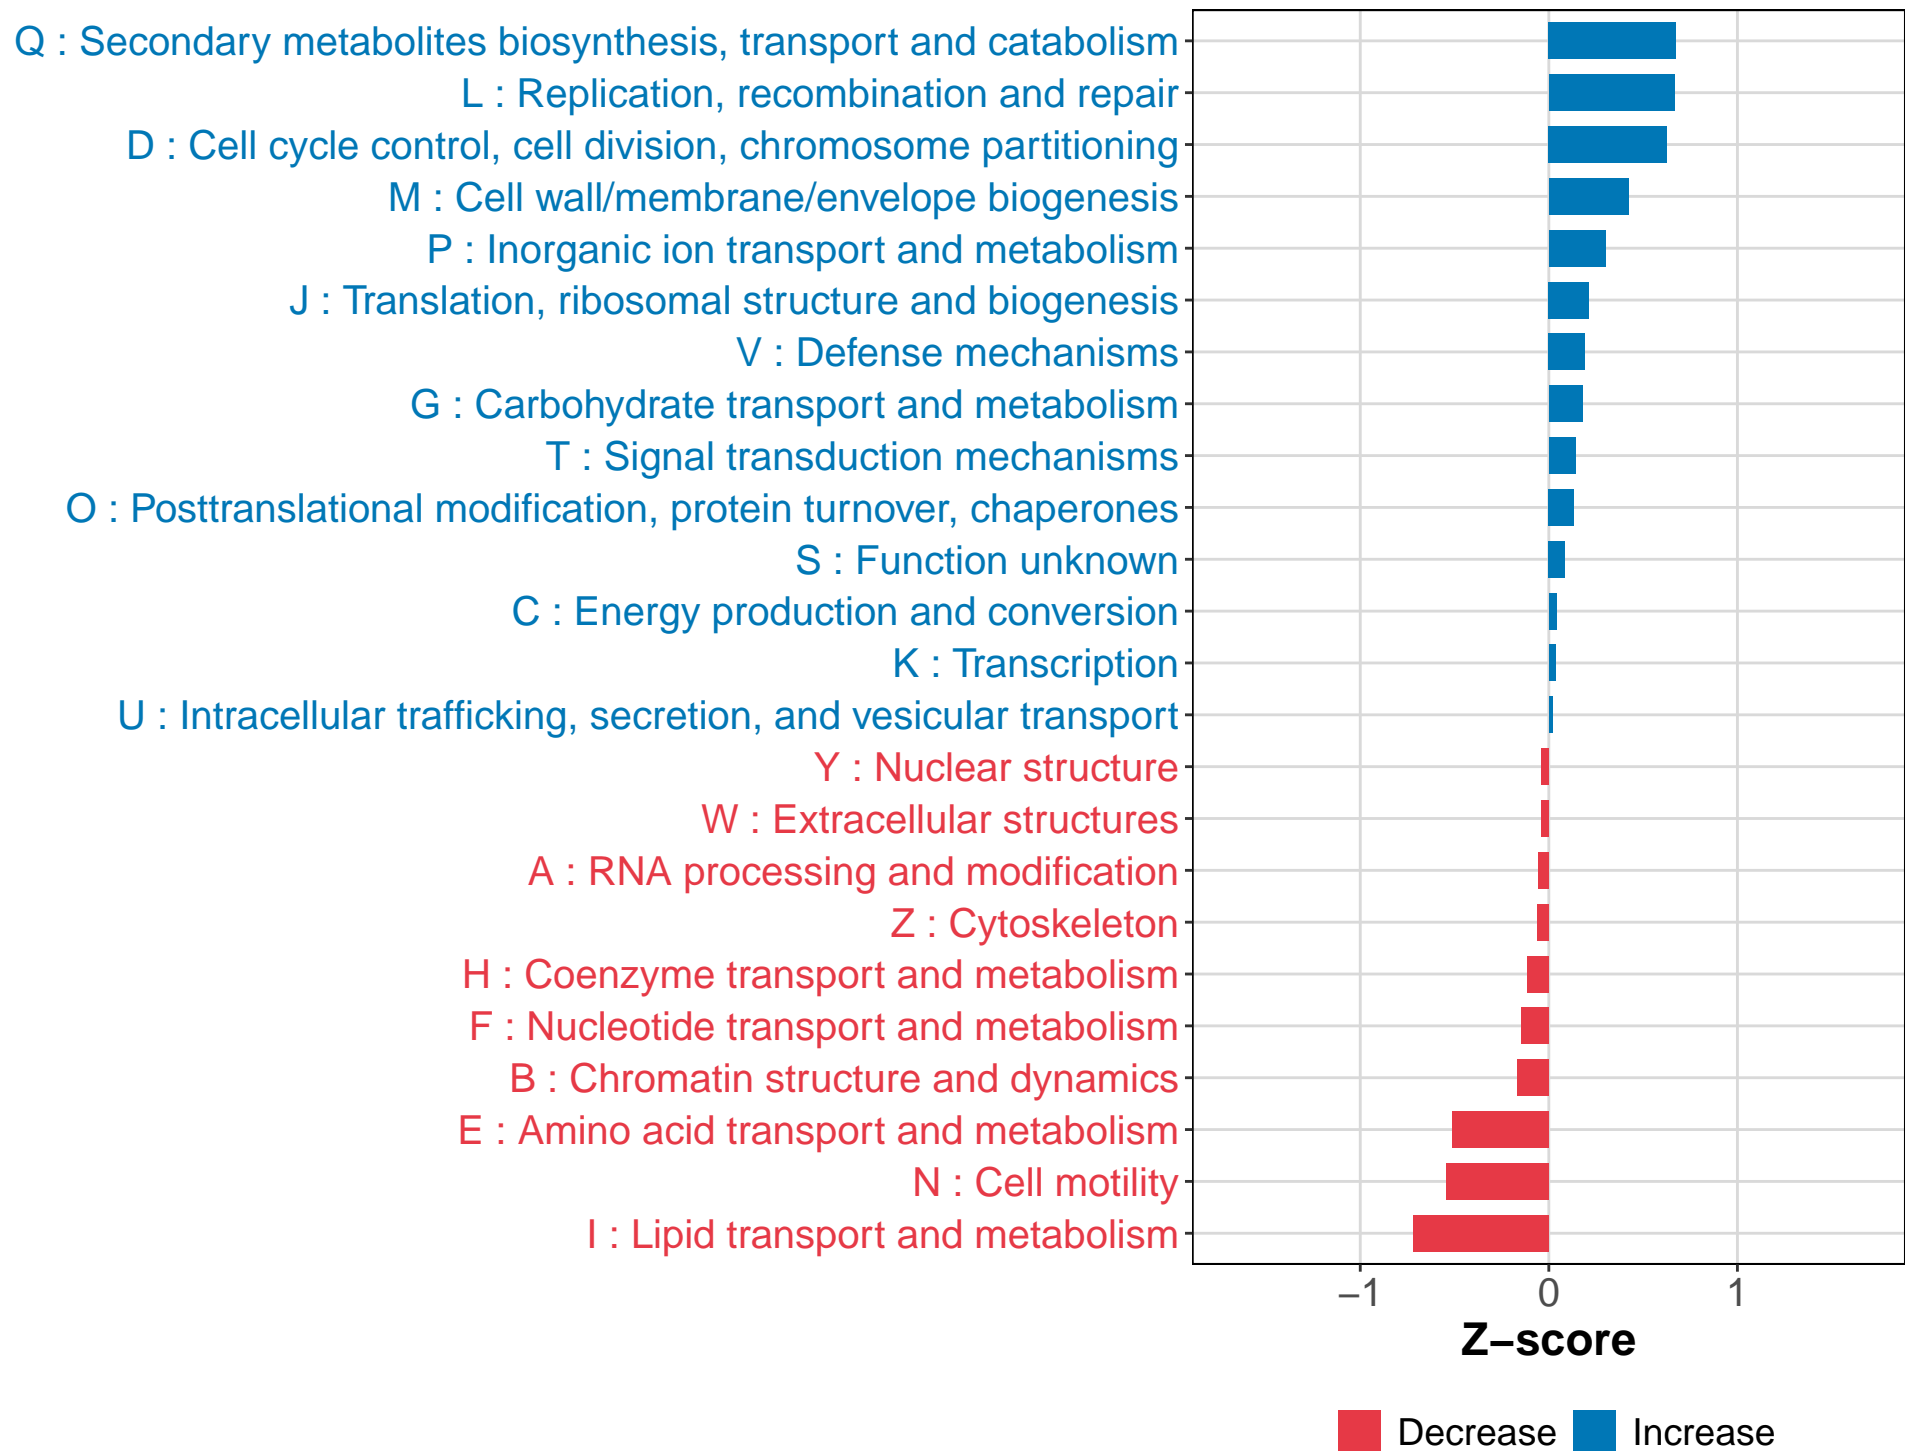 Q : Secondary metabolites biosynthesis, transport and catabolism
L : Replication, recombination and repair
D : Cell cycle control, cell division, chromosome partitioning
M : Cell wall/membrane/envelope biogenesis
P : Inorganic ion transport and metabolism
J : Translation, ribosomal structure and biogenesis
V : Defense mechanisms
G : Carbohydrate transport and metabolism
T : Signal transduction mechanisms
O : Posttranslational modification, protein turnover, chaperones
S : Function unknown
C : Energy production and conversion
K : Transcription
U : Intracellular trafficking, secretion, and vesicular transport
Y : Nuclear structure
W : Extracellular structures
A : RNA processing and modification
Z : Cytoskeleton
H : Coenzyme transport and metabolism
F : Nucleotide transport and metabolism
B : Chromatin structure and dynamics
E : Amino acid transport and metabolism
N : Cell motility
I : Lipid transport and metabolism
−1 0 1
Z−score
Decrease Increase